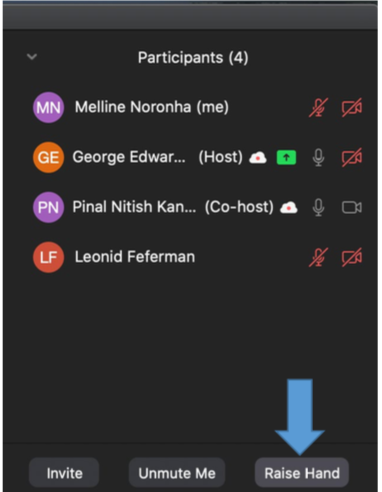 Participants (4)
MN Melline Noronha (me)
GE George Edwar... (Host)
PN Pinal Nitish Kan... (Co-host)
LF Leonid Feferman
Invite Unmute Me Raise Hand